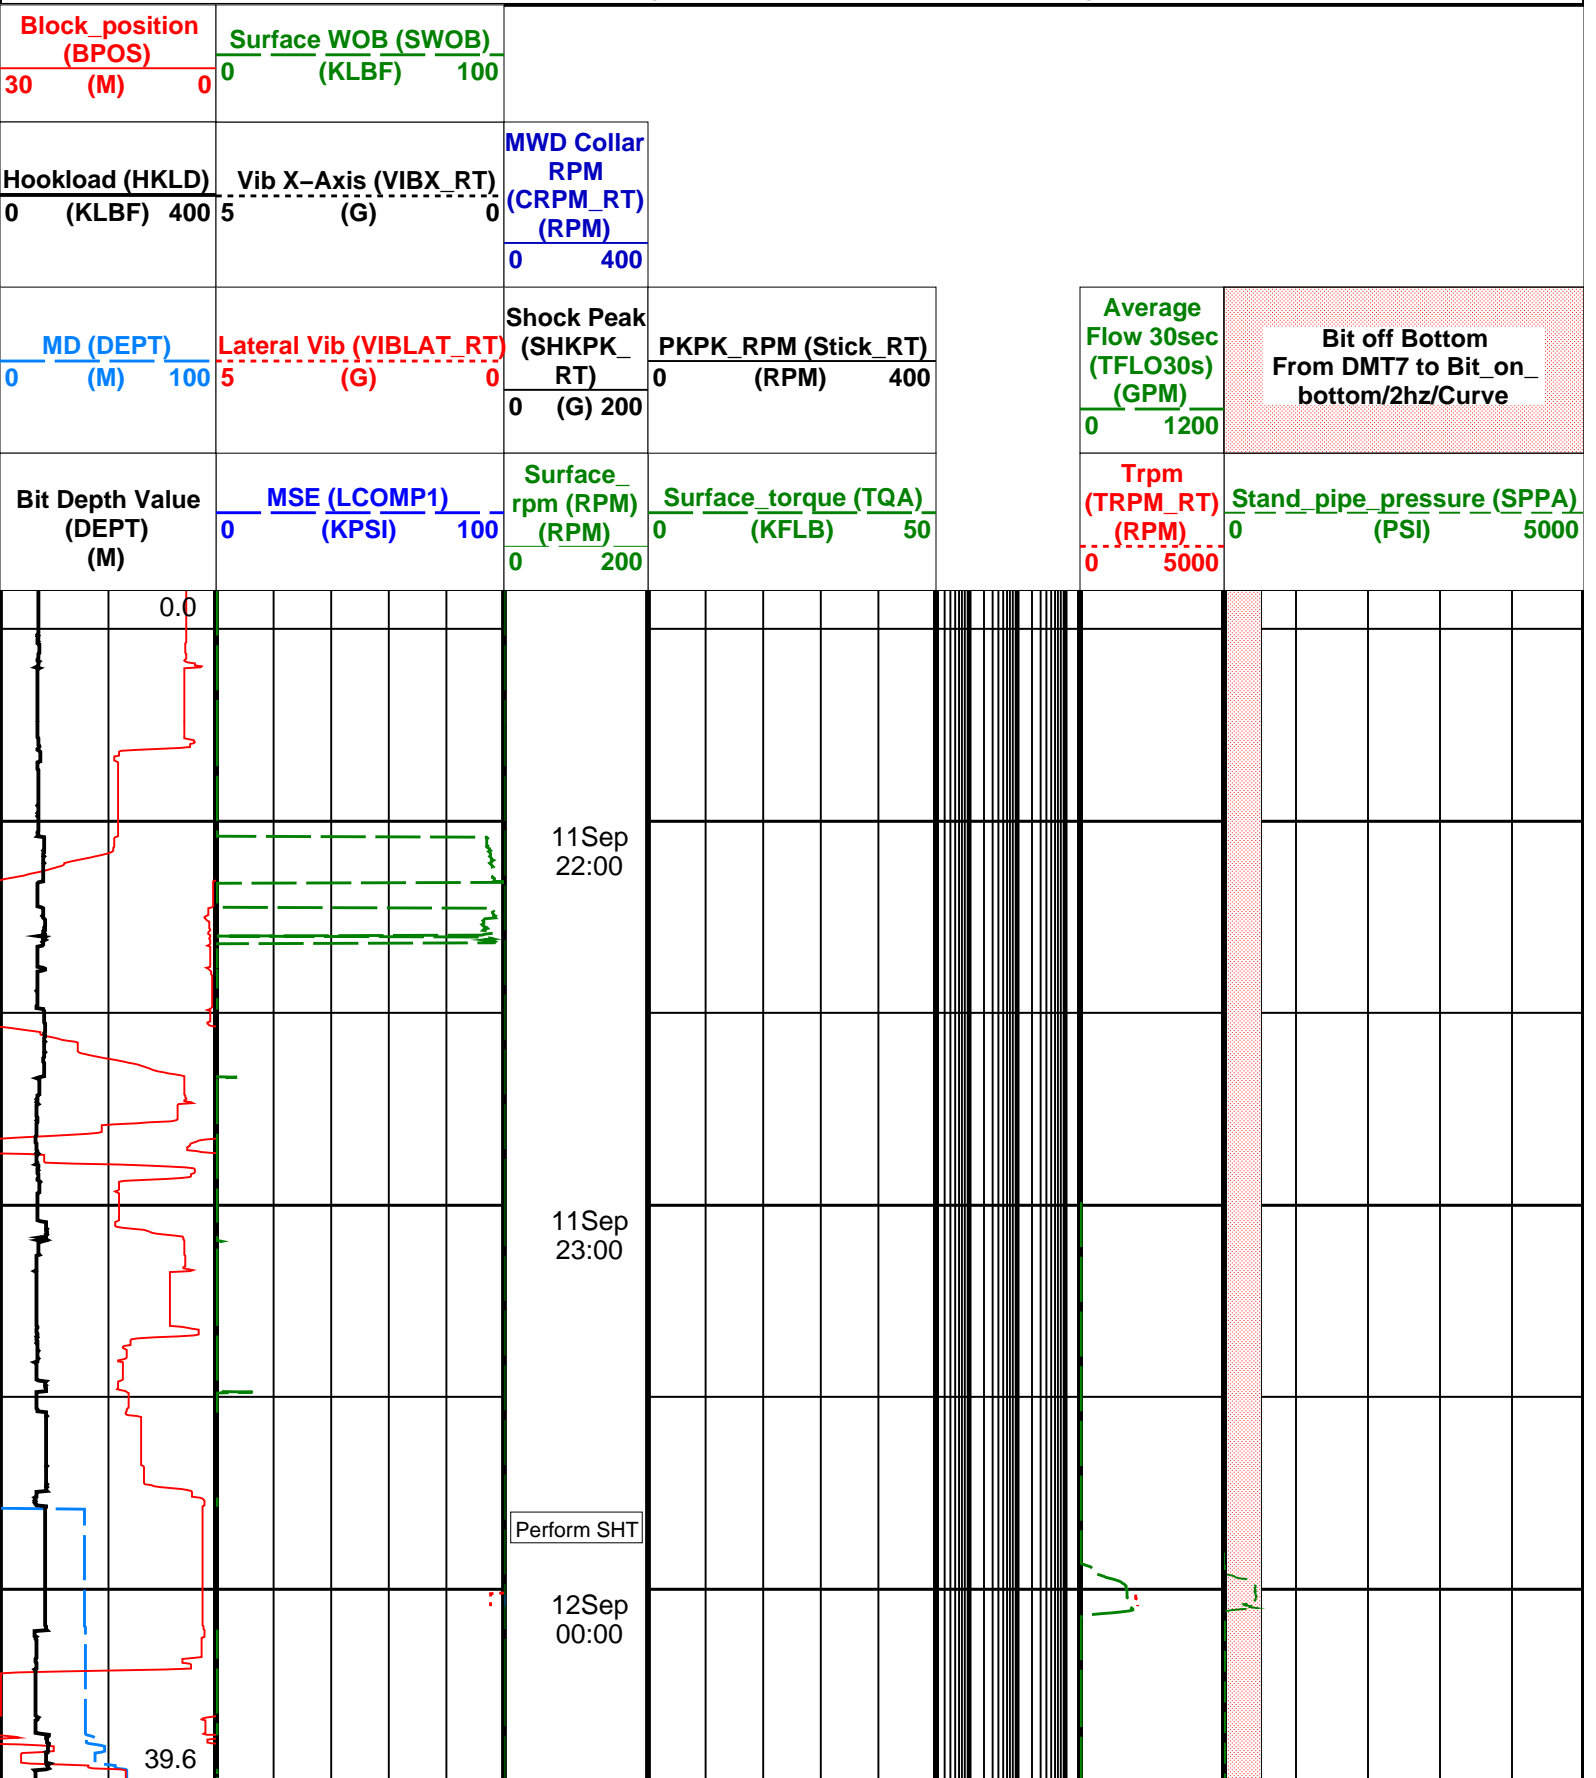 Block_position
(BPOS)
30 (M) 0
Surface WOB (SWOB)
0 (KLBF) 100
Hookload (HKLD)
0 (KLBF) 400
Vib X−Axis (VIBX_RT)
5 (G) 0
MWD Collar
RPM
(CRPM_RT)
(RPM)
0 400
MD (DEPT)
0 (M) 100
Lateral Vib (VIBLAT_RT)
5 (G) 0
Shock Peak
(SHKPK_
RT)
0 (G) 200
PKPK_RPM (Stick_RT)
0 (RPM) 400
Average
Flow 30sec
(TFLO30s)
(GPM)
0 1200
Bit off Bottom
From DMT7 to Bit_on_
bottom/2hz/Curve
Bit Depth Value
(DEPT)
(M)
MSE (LCOMP1)
0 (KPSI) 100
Surface_
rpm (RPM)
(RPM)
0 200
Surface_torque (TQA)
0 (KFLB) 50
Trpm
(TRPM_RT)
(RPM)
0 5000
Stand_pipe_pressure (SPPA)
0 (PSI) 5000
0.0
11Sep
22:00
11Sep
23:00
Perform SHT
12Sep
00:00
39.6